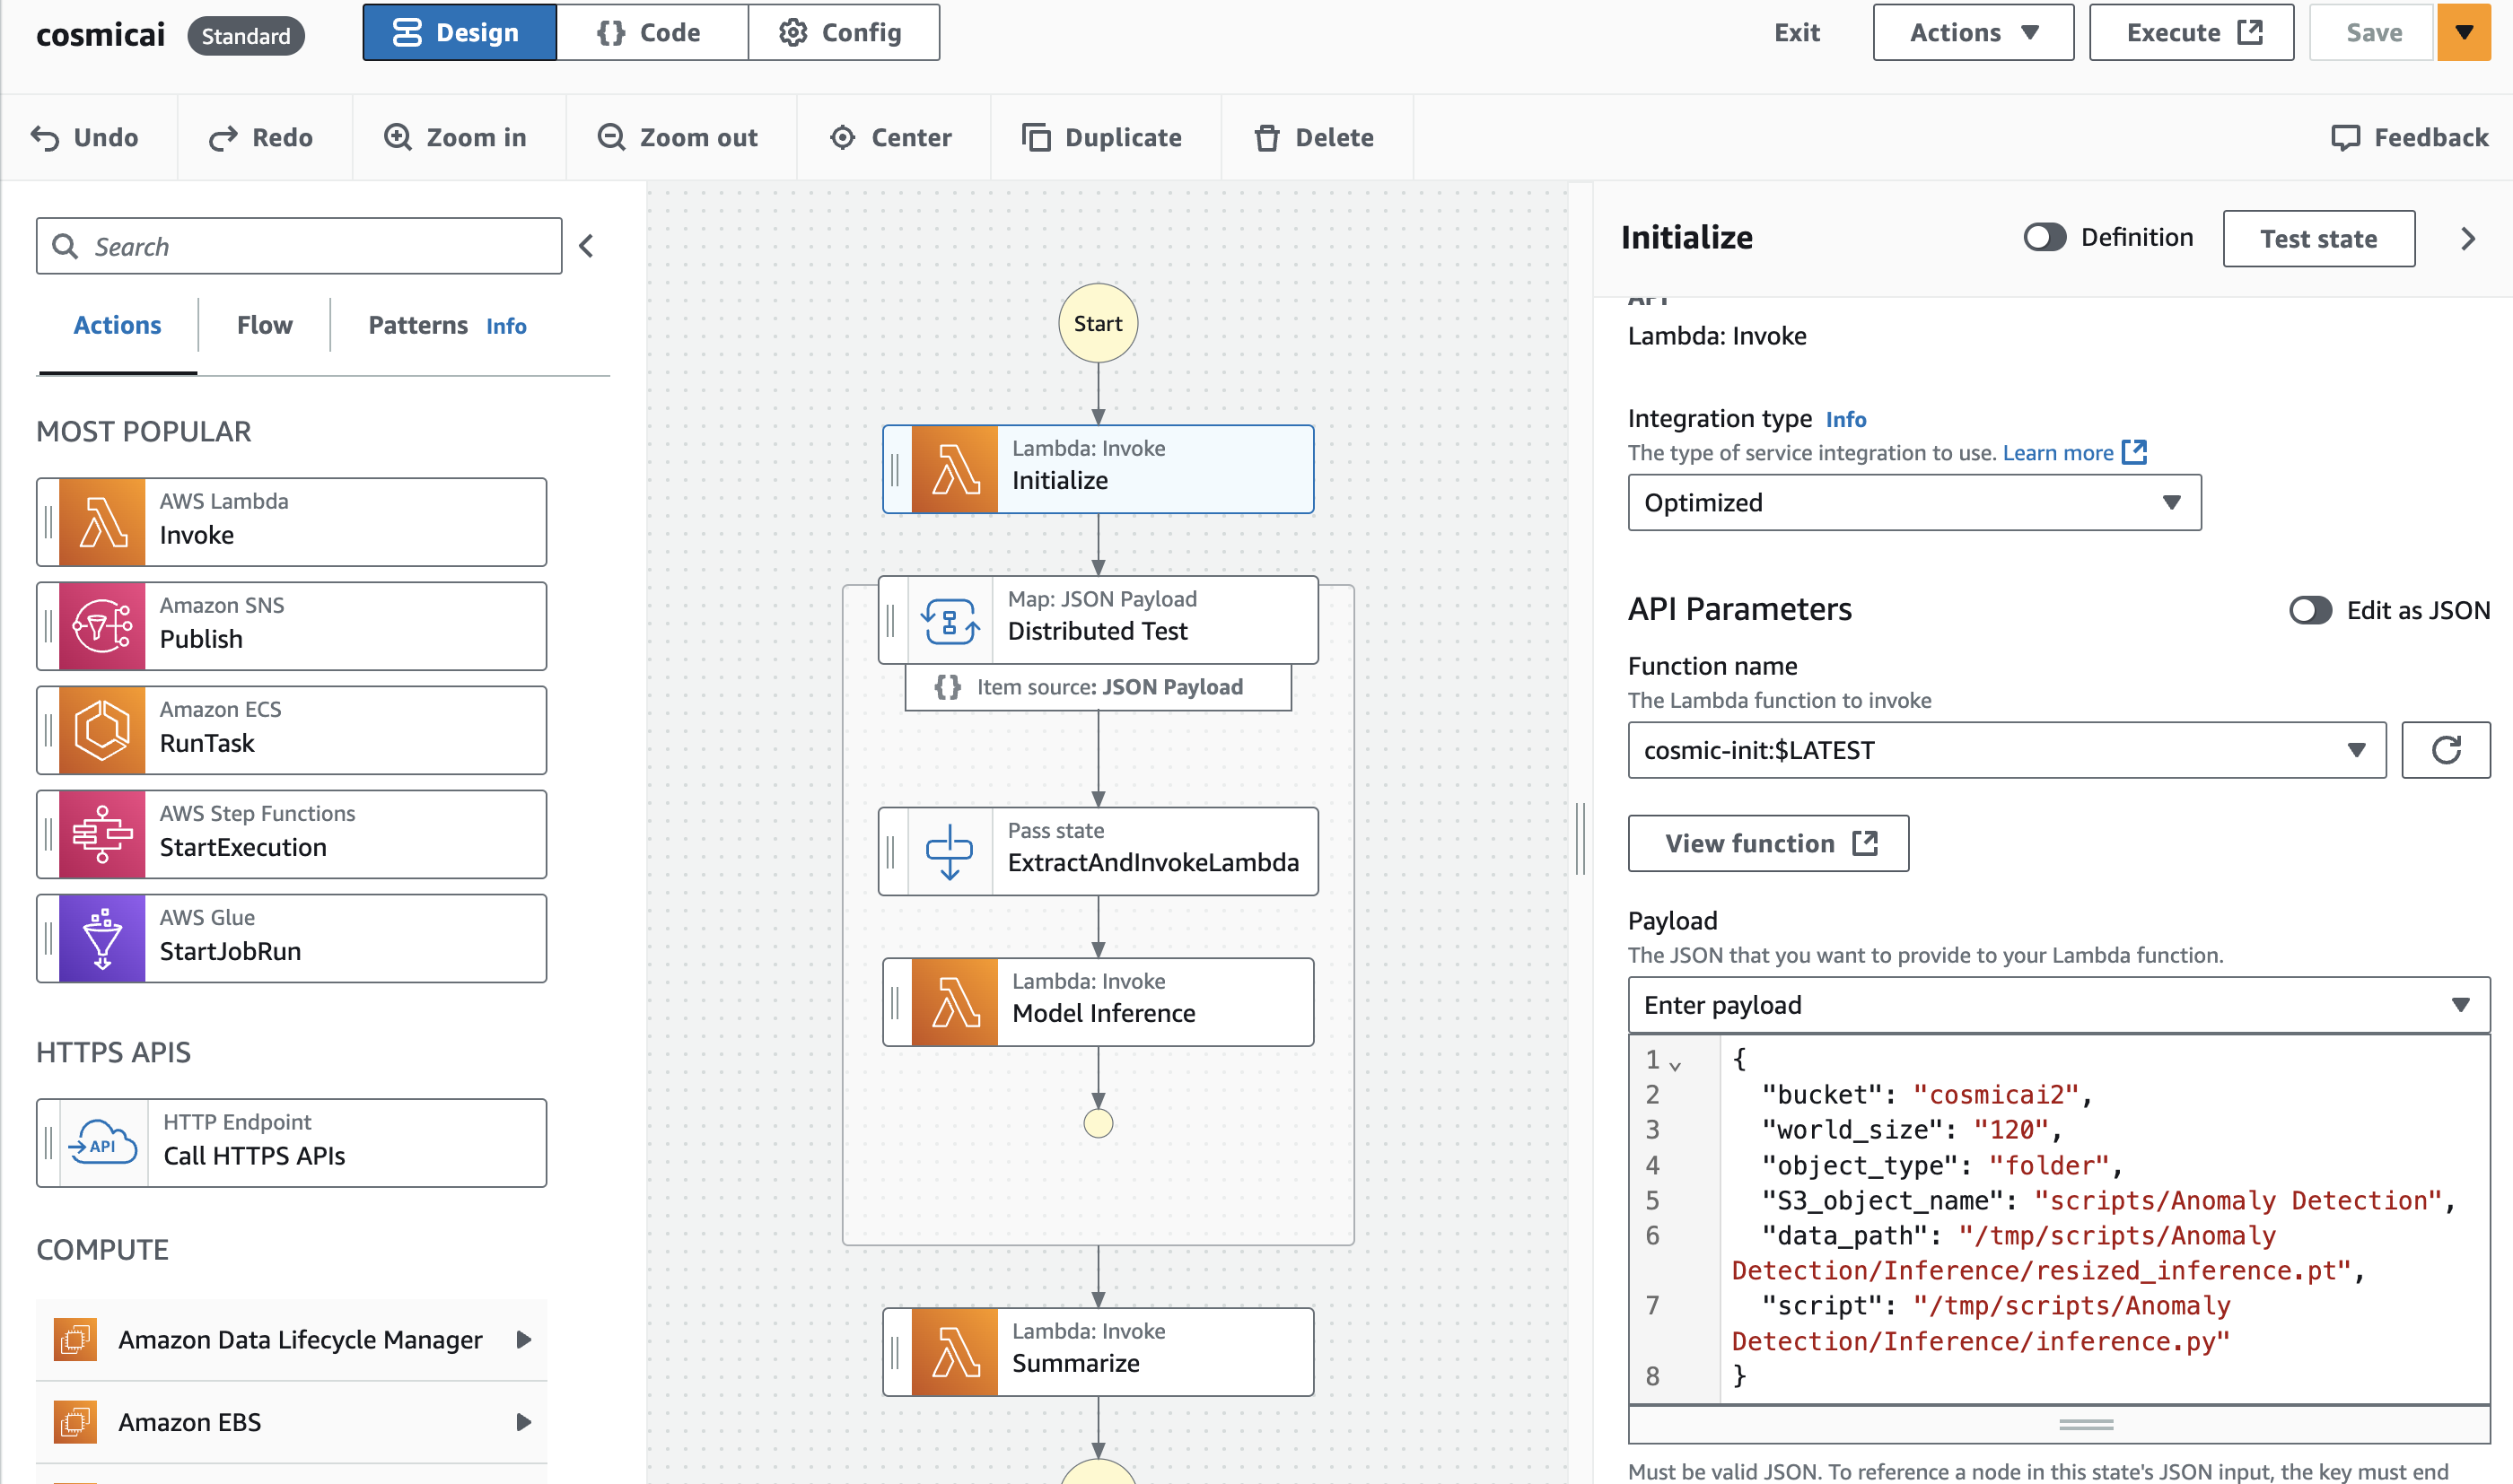 cosmicai
Standard
Design
Code
Config
Exit
Actions
Execute
Save
Undo
Redo
Zoom in
Zoom out
Center
Duplicate
Delete
Feedback
Search
Actions
Flow
Patterns Info
MOST POPULAR
AWS Lambda
Invoke
Amazon SNS
Publish
Amazon ECS
RunTask
AWS Step Functions
StartExecution
AWS Glue
StartJobRun
HTTPS APIS
API
HTTP Endpoint
Call HTTPS APIs
COMPUTE
Amazon Data Lifecycle Manager
Amazon EBS
Start
Lambda: Invoke
Initialize
Map: JSON Payload
Distributed Test
{} Item source: JSON Payload
Pass state
ExtractAndInvokeLambda
Lambda: Invoke
Model Inference
Lambda: Invoke
Summarize
Initialize
Definition
Test state
API
Lambda: Invoke
Integration type Info
The type of service integration to use. Learn more
Optimized
API Parameters
Edit as JSON
Function name
The Lambda function to invoke
cosmic-init:$LATEST
View function
Payload
The JSON that you want to provide to your Lambda function.
Enter payload
1 {
2 "bucket": "cosmicai2",
3 "world_size": "120",
4 "object_type": "folder",
5 "S3_object_name": "scripts/Anomaly Detection",
6 "data_path": "/tmp/scripts/Anomaly
Detection/Inference/resized_inference.pt",
7 "script": "/tmp/scripts/Anomaly
Detection/Inference/inference.py"
8 }
Must be valid JSON. To reference a node in this state's JSON input, the key must end